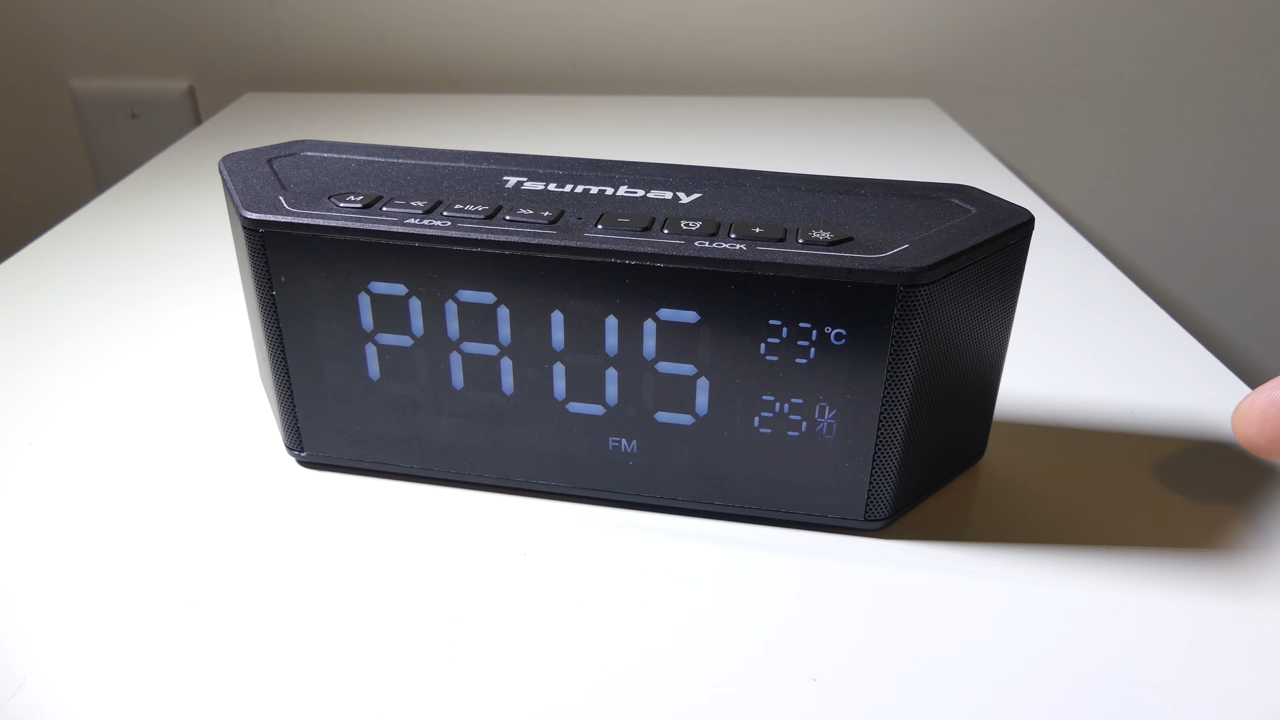 Tsumbay
M − + − +
AUDIO CLOCK
PAUS
23 °C
25%
FM